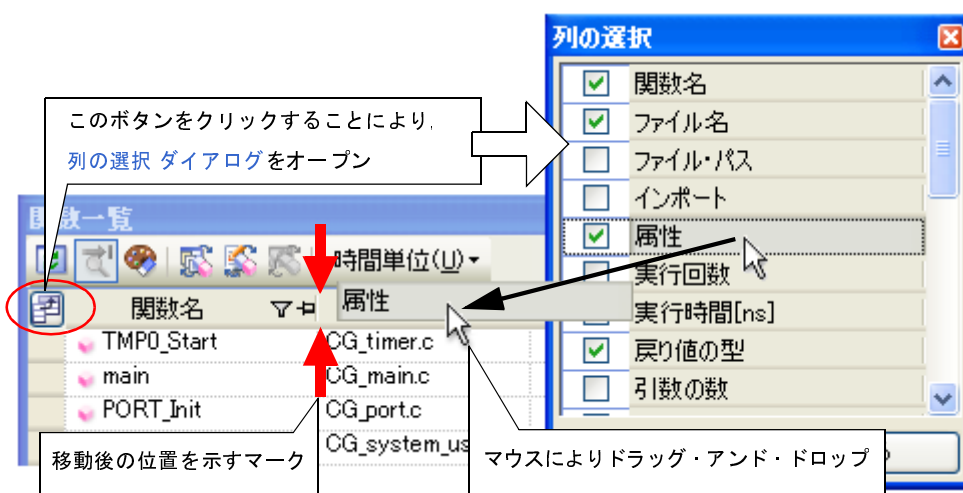 列の選択
関数名
ファイル名
ファイル・パス
インポート
属性
実行回数
実行時間[ns]
戻り値の型
引数の数
このボタンをクリックすることにより,
列の選択 ダイアログをオープン
関数一覧
時間単位(U)
関数名
属性
TMP0_Start
CG_timer.c
main
CG_main.c
PORT_Init
CG_port.c
CG_system_us
移動後の位置を示すマーク
マウスによりドラッグ・アンド・ドロップ